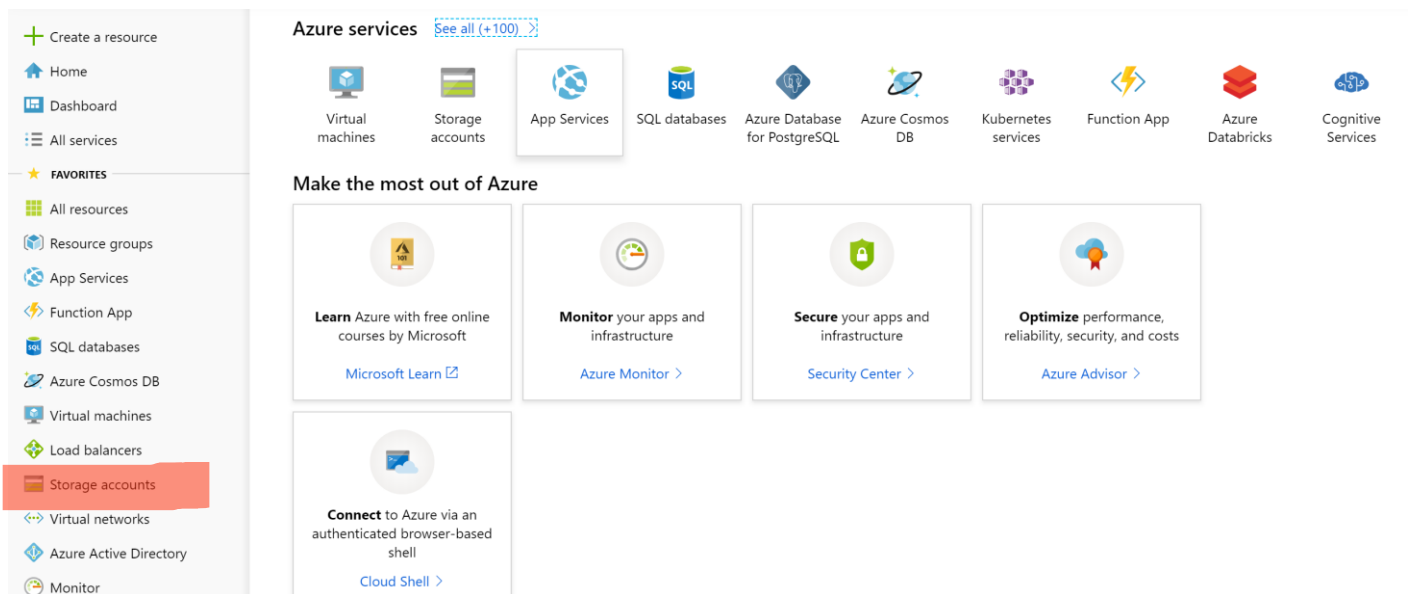 Create a resource
Home
Dashboard
All services
FAVORITES
All resources
Resource groups
App Services
Function App
SQL databases
Azure Cosmos DB
Virtual machines
Load balancers
Storage accounts
Virtual networks
Azure Active Directory
Monitor
Azure services See all (+100)
Virtual
machines
Storage
accounts
App Services
SQL
SQL databases
Azure Database
for PostgreSQL
Azure Cosmos
DB
Kubernetes
services
Function App
Azure
Databricks
Cognitive
Services
Make the most out of Azure
101
Learn Azure with free online
courses by Microsoft
Microsoft Learn
Monitor your apps and
infrastructure
Azure Monitor
Secure your apps and
infrastructure
Security Center
Optimize performance,
reliability, security, and costs
Azure Advisor
Connect to Azure via an
authenticated browser-based
shell
Cloud Shell